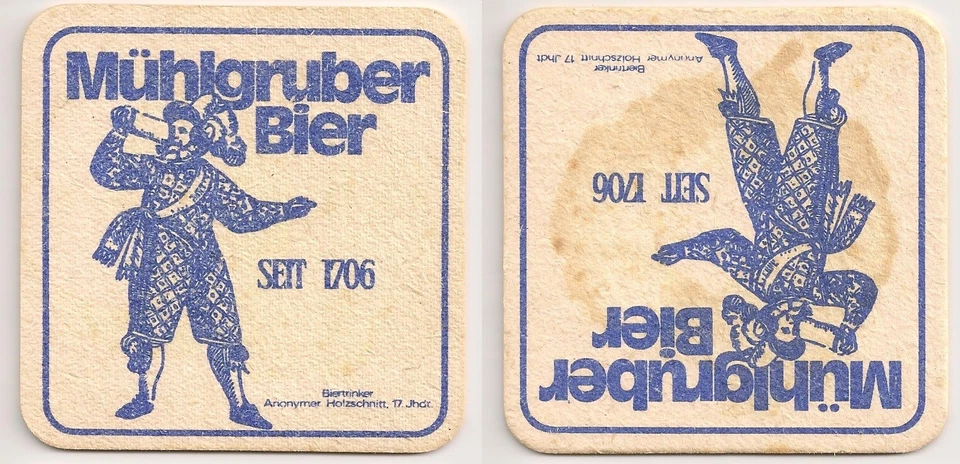 Mühlgruber
Bier
SEIT 1706
Biertrinker
Anonymer Holzschnitt, 17. Jhdt.
Mühlgruber
Bier
SEIT 1706
Biertrinker
Anonymer Holzschnitt 17. Jhdt.